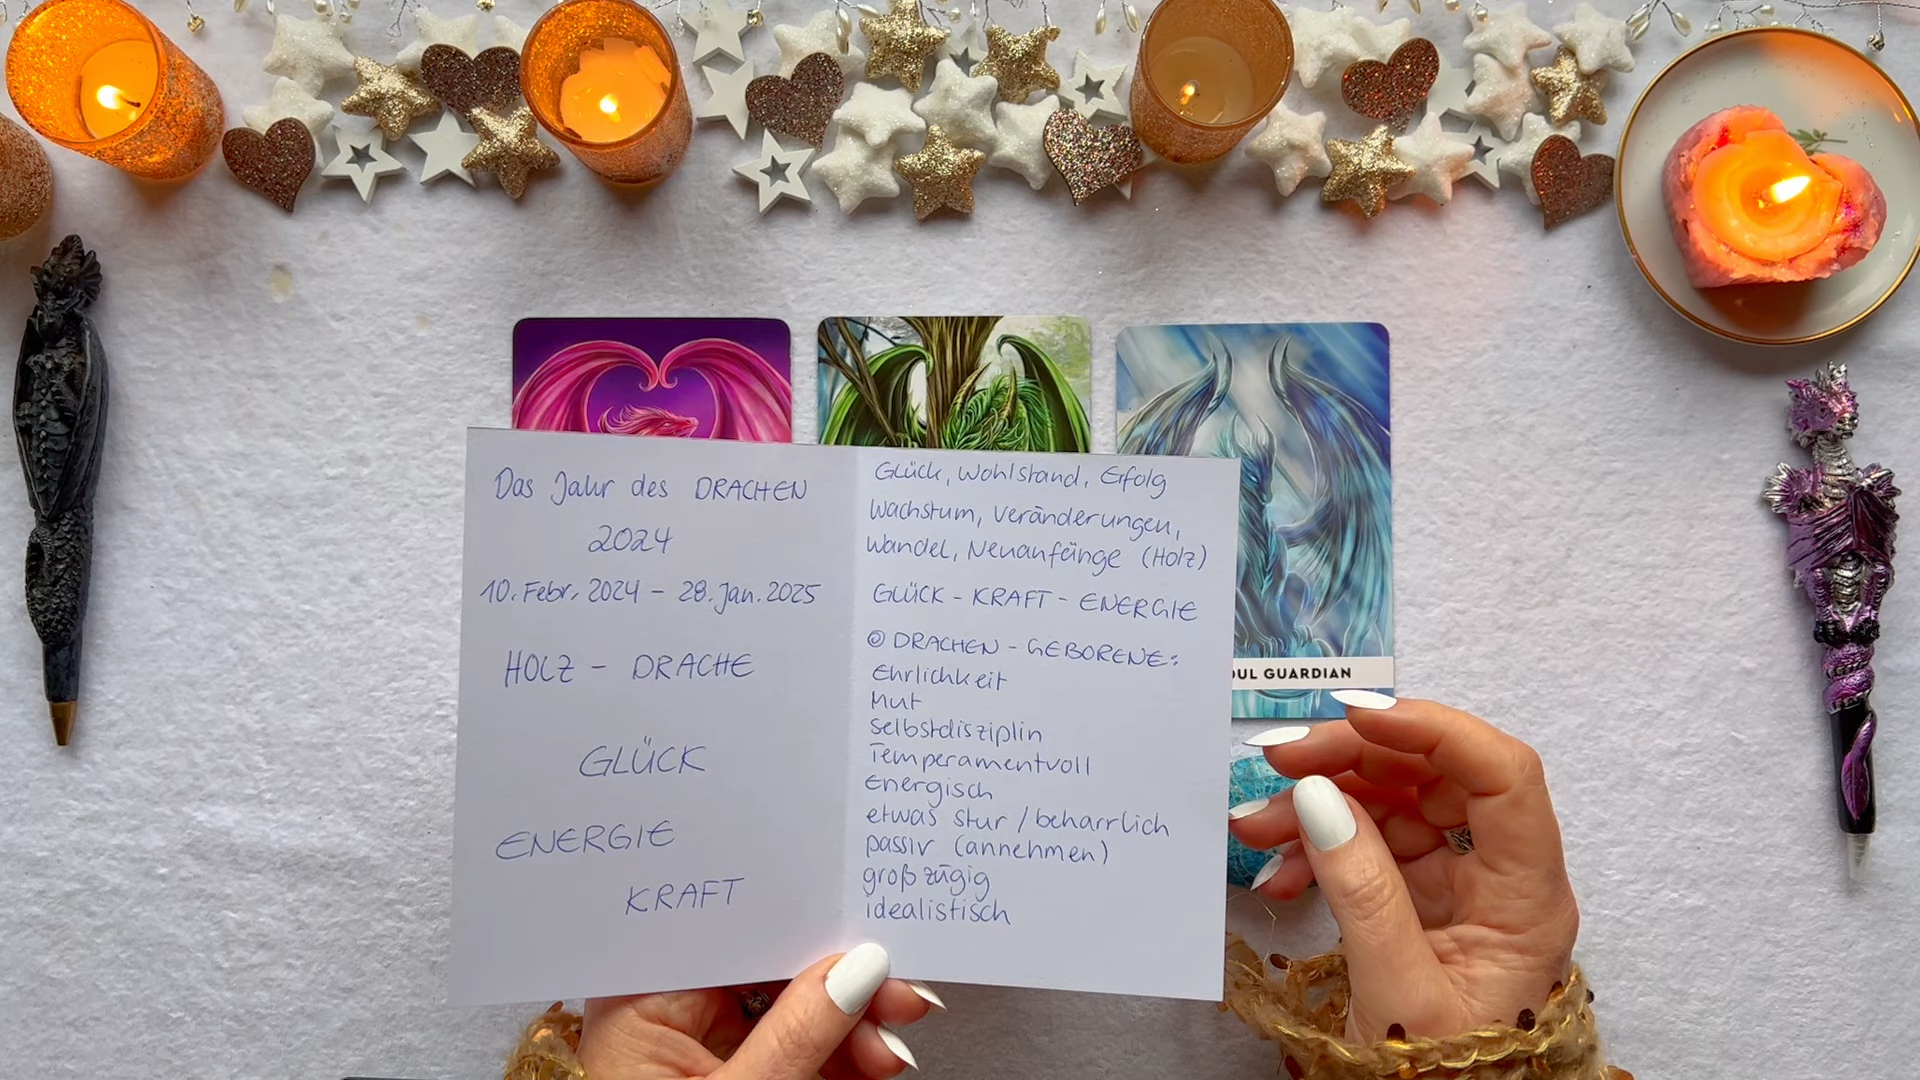 Das Jahr des DRACHEN
2024
10. Febr. 2024 - 28. Jan. 2025
HOLZ - DRACHE
GLÜCK
ENERGIE
KRAFT
Glück, Wohlstand, Erfolg
Wachstum, Veränderungen,
Wandel, Neuanfänge (Holz)
GLÜCK - KRAFT - ENERGIE
DRACHEN - GEBORENE:
Ehrlichkeit
Mut
Selbstdisziplin
Temperamentvoll
Energisch
etwas stur / beharrlich
passiv (annehmen)
großzügig
idealistisch
OUL GUARDIAN